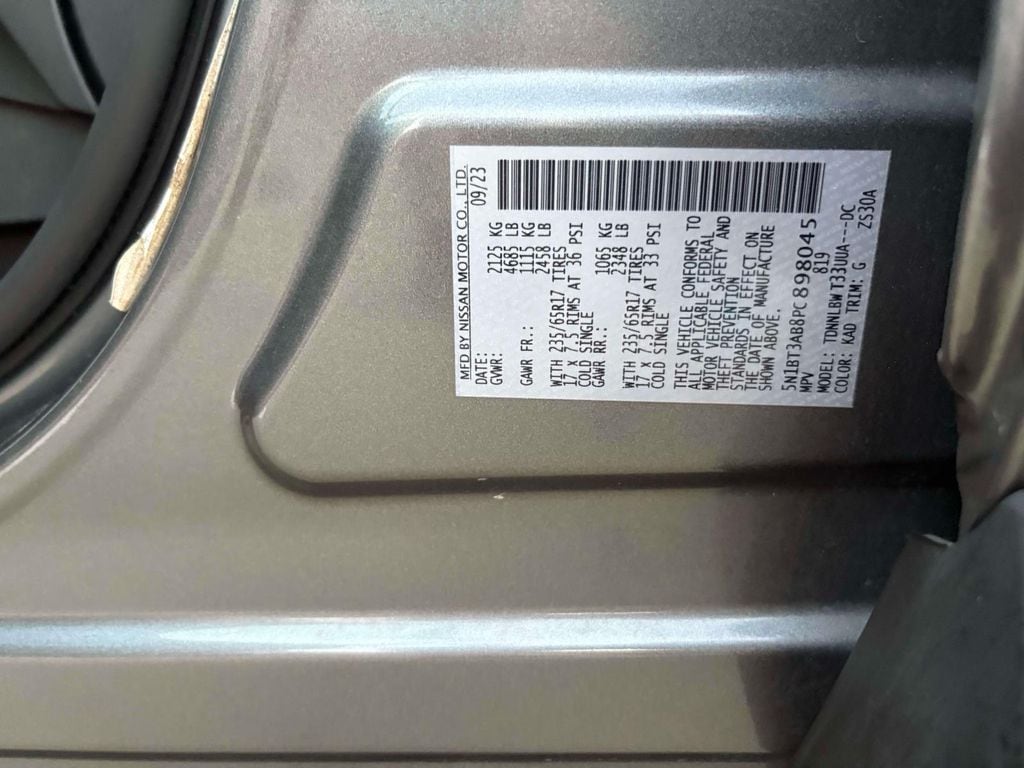 MFD BY NISSAN MOTOR CO., LTD.
DATE: 09/23
GVWR: 2125 KG
4685 LB
GAWR FR.: 1115 KG
2458 LB
WITH 235/65R17 TIRES
17 X 7.5 RIMS AT 36 PSI
COLD SINGLE
GAWR RR.: 1065 KG
2348 LB
WITH 235/65R17 TIRES
17 X 7.5 RIMS AT 33 PSI
COLD SINGLE
THIS VEHICLE CONFORMS TO
ALL APPLICABLE FEDERAL
MOTOR VEHICLE SAFETY AND
THEFT PREVENTION
STANDARDS IN EFFECT ON
THE DATE OF MANUFACTURE
SHOWN ABOVE.
5N1BT3AB8PC898045
MPV 819
MODEL: TDNNLBW T33UUA---DC
COLOR: KAD TRIM: G ZS30A